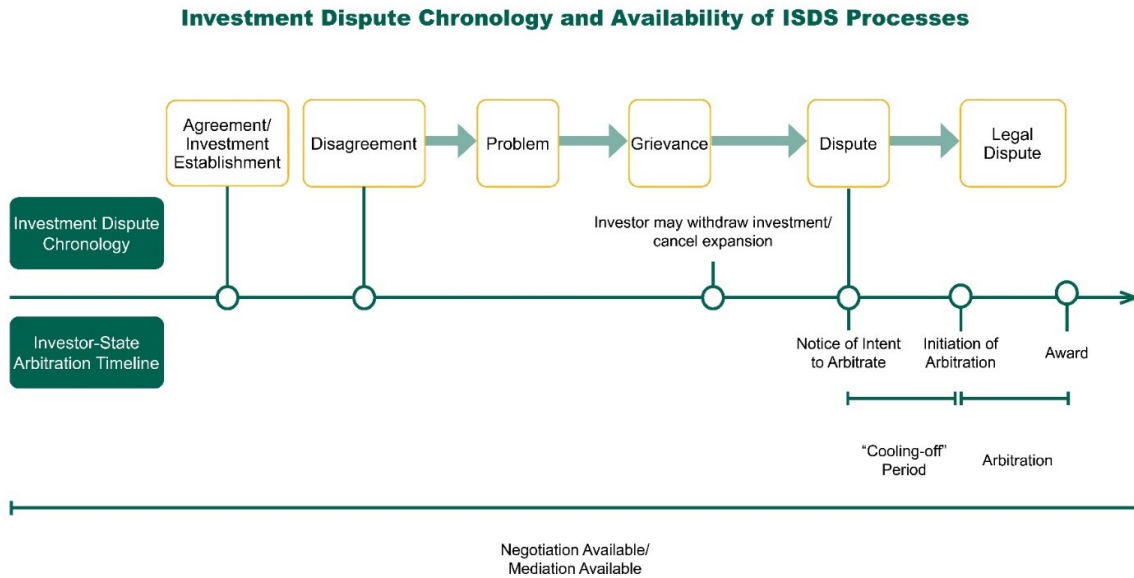 Investment Dispute Chronology and Availability of ISDS Processes
Agreement/
Investment
Establishment
Disagreement
Problem
Grievance
Dispute
Legal
Dispute
Investment Dispute
Chronology
Investor may withdraw investment/
cancel expansion
Investor-State
Arbitration Timeline
Notice of Intent
to Arbitrate
Initiation of
Arbitration
Award
“Cooling-off”
Period
Arbitration
Negotiation Available/
Mediation Available